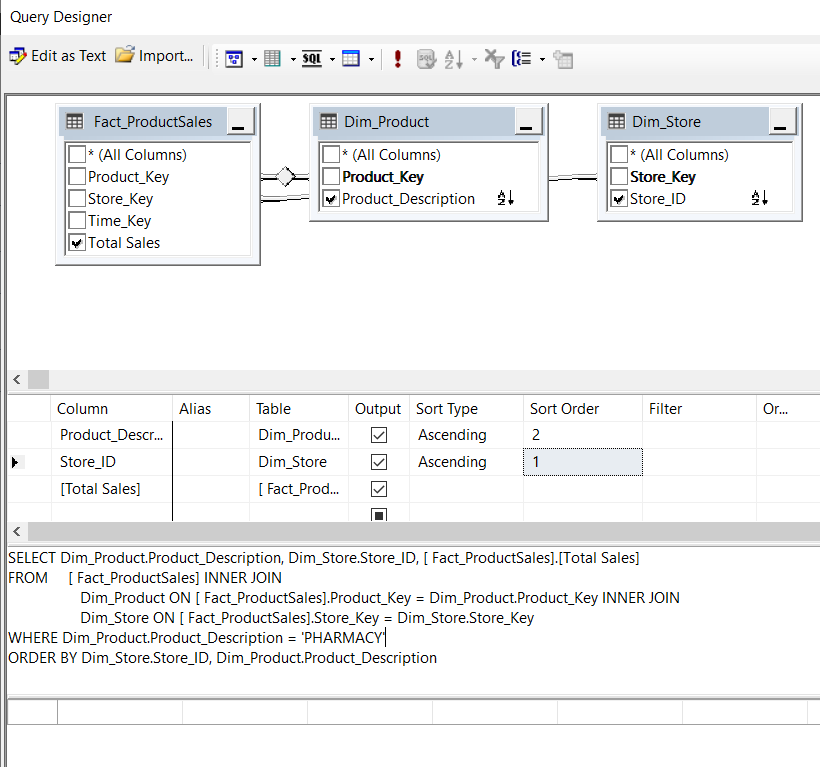 Query Designer
Edit as Text Import... SQL
Fact_ProductSales
* (All Columns)
Product_Key
Store_Key
Time_Key
Total Sales
Dim_Product
* (All Columns)
Product_Key
Product_Description
Dim_Store
* (All Columns)
Store_Key
Store_ID
Column Alias Table Output Sort Type Sort Order Filter Or...
Product_Descr... Dim_Produ... Ascending 2
Store_ID Dim_Store Ascending 1
[Total Sales] [ Fact_Prod...
SELECT Dim_Product.Product_Description, Dim_Store.Store_ID, [ Fact_ProductSales].[Total Sales]
FROM [ Fact_ProductSales] INNER JOIN
Dim_Product ON [ Fact_ProductSales].Product_Key = Dim_Product.Product_Key INNER JOIN
Dim_Store ON [ Fact_ProductSales].Store_Key = Dim_Store.Store_Key
WHERE Dim_Product.Product_Description = 'PHARMACY'
ORDER BY Dim_Store.Store_ID, Dim_Product.Product_Description